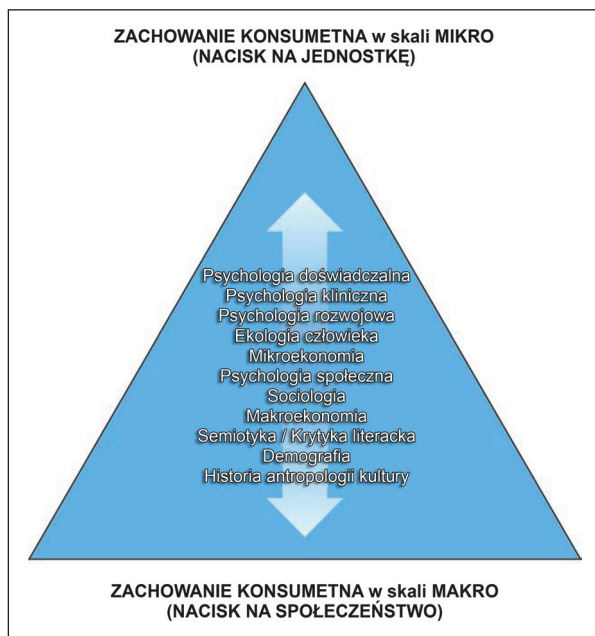 ZACHOWANIE KONSUMETNA w skali MIKRO
(NACISK NA JEDNOSTKĘ)
Psychologia doświadczalna
Psychologia kliniczna
Psychologia rozwojowa
Ekologia człowieka
Mikroekonomia
Psychologia społeczna
Sociologia
Makroekonomia
Semiotyka / Krytyka literacka
Demografia
Historia antropologii kultury
ZACHOWANIE KONSUMETNA w skali MAKRO
(NACISK NA SPOŁECZEŃSTWO)